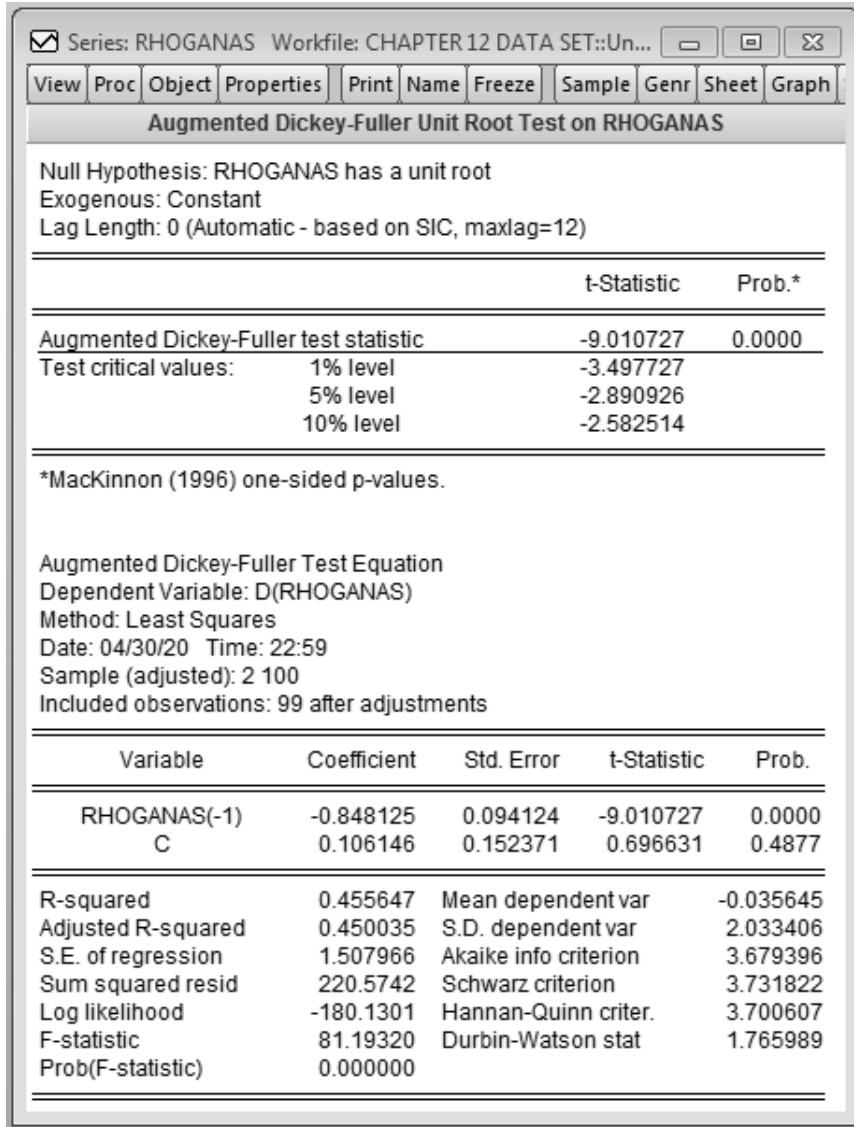 Series: RHOGANAS Workfile: CHAPTER 12 DATA SET::Un...
View Proc Object Properties Print Name Freeze Sample Genr Sheet Graph
Augmented Dickey-Fuller Unit Root Test on RHOGANAS
Null Hypothesis: RHOGANAS has a unit root
Exogenous: Constant
Lag Length: 0 (Automatic - based on SIC, maxlag=12)
t-Statistic Prob.*
Augmented Dickey-Fuller test statistic -9.010727 0.0000
Test critical values: 1% level -3.497727
5% level -2.890926
10% level -2.582514
*MacKinnon (1996) one-sided p-values.
Augmented Dickey-Fuller Test Equation
Dependent Variable: D(RHOGANAS)
Method: Least Squares
Date: 04/30/20 Time: 22:59
Sample (adjusted): 2 100
Included observations: 99 after adjustments
Variable Coefficient Std. Error t-Statistic Prob.
RHOGANAS(-1) -0.848125 0.094124 -9.010727 0.0000
C 0.106146 0.152371 0.696631 0.4877
R-squared 0.455647 Mean dependent var -0.035645
Adjusted R-squared 0.450035 S.D. dependent var 2.033406
S.E. of regression 1.507966 Akaike info criterion 3.679396
Sum squared resid 220.5742 Schwarz criterion 3.731822
Log likelihood -180.1301 Hannan-Quinn criter. 3.700607
F-statistic 81.19320 Durbin-Watson stat 1.765989
Prob(F-statistic) 0.000000